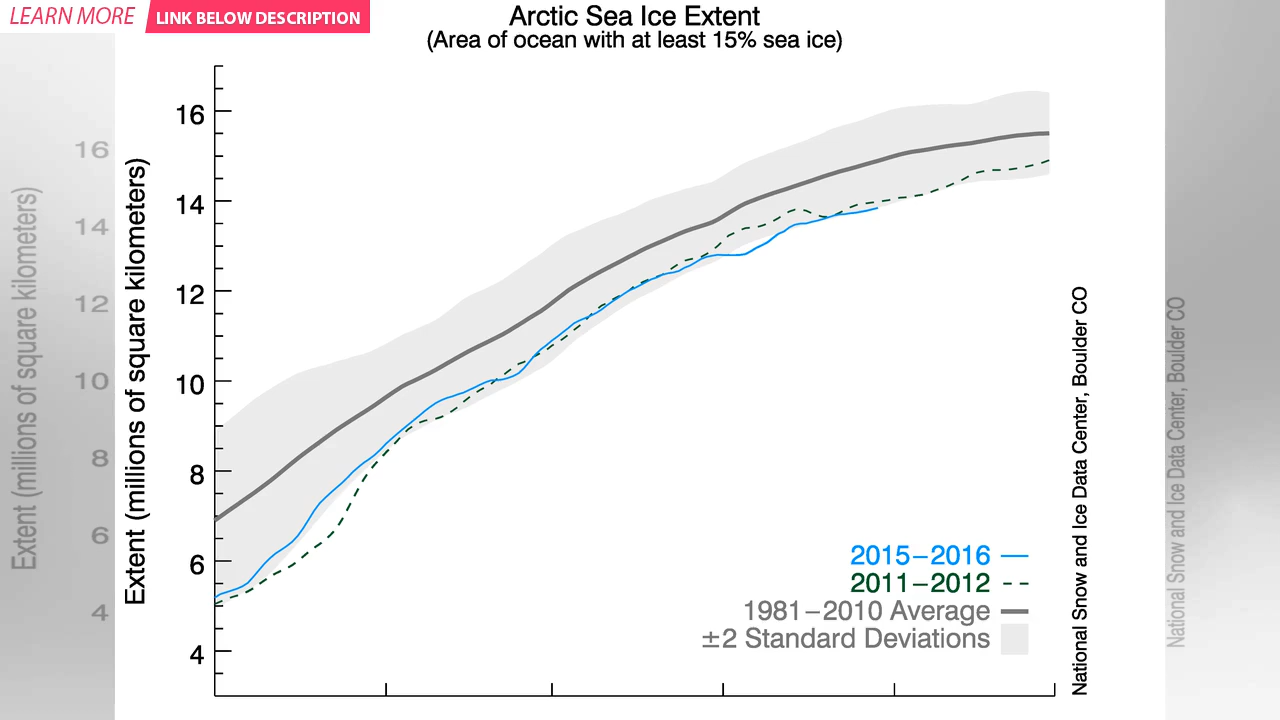 LEARN MORE
LINK BELOW DESCRIPTION
Arctic Sea Ice Extent
(Area of ocean with at least 15% sea ice)
Extent (millions of square kilometers)
16
14
12
10
8
6
4
Extent (millions of square kilometers)
16
14
12
10
8
6
4
2015–2016
2011–2012
1981–2010 Average
±2 Standard Deviations
National Snow and Ice Data Center, Boulder CO
National Snow and Ice Data Center, Boulder CO